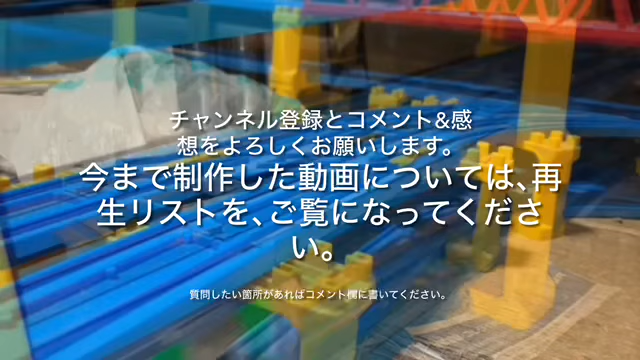 チャンネル登録とコメント&感
想をよろしくお願いします。
今まで制作した動画については、再
生リストを、ご覧になってくださ
い。
質問したい箇所があればコメント欄に書いてください。